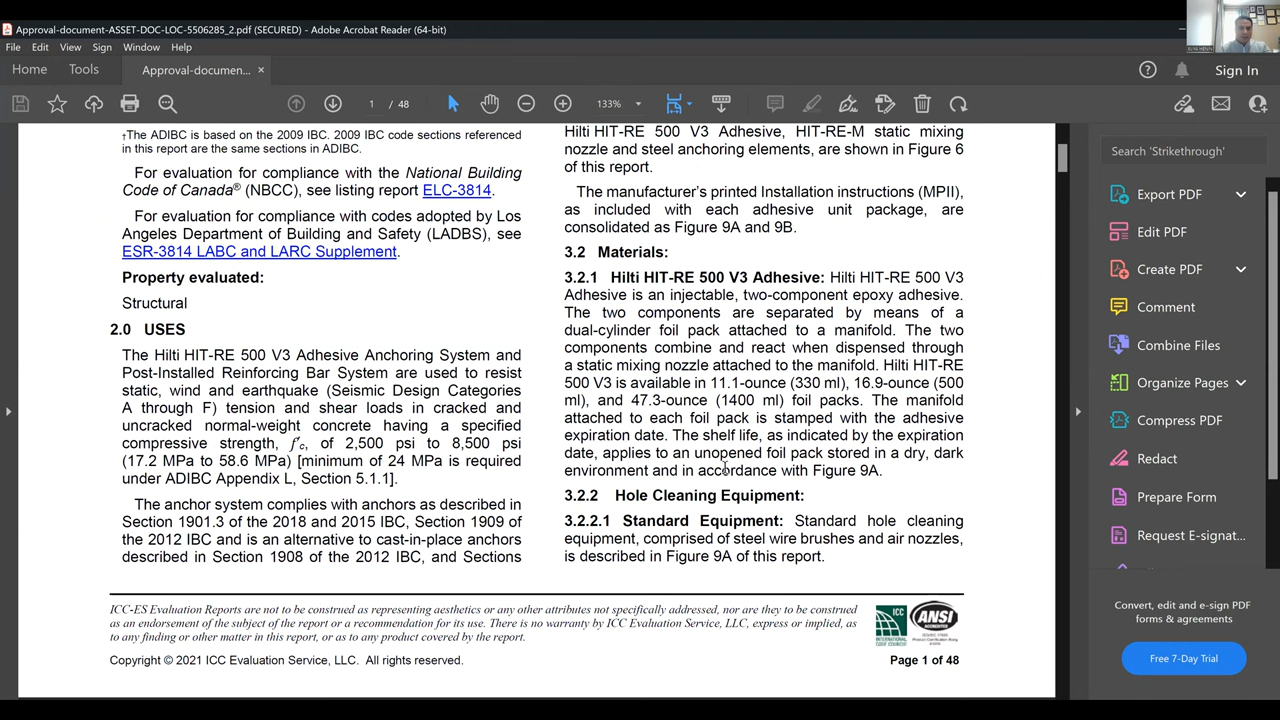 Approval-document-ASSET-DOC-LOC-5506285_2.pdf (SECURED) - Adobe Acrobat Reader (64-bit)
File Edit View Sign Window Help
Home Tools Approval-documen... ×
? Sign In
1 / 48 133%
†The ADIBC is based on the 2009 IBC. 2009 IBC code sections referenced
in this report are the same sections in ADIBC.
For evaluation for compliance with the National Building
Code of Canada® (NBCC), see listing report ELC-3814.
For evaluation for compliance with codes adopted by Los
Angeles Department of Building and Safety (LADBS), see
ESR-3814 LABC and LARC Supplement.
Property evaluated:
Structural
2.0 USES
The Hilti HIT-RE 500 V3 Adhesive Anchoring System and
Post-Installed Reinforcing Bar System are used to resist
static, wind and earthquake (Seismic Design Categories
A through F) tension and shear loads in cracked and
uncracked normal-weight concrete having a specified
compressive strength, f′c, of 2,500 psi to 8,500 psi
(17.2 MPa to 58.6 MPa) [minimum of 24 MPa is required
under ADIBC Appendix L, Section 5.1.1].
The anchor system complies with anchors as described in
Section 1901.3 of the 2018 and 2015 IBC, Section 1909 of
the 2012 IBC and is an alternative to cast-in-place anchors
described in Section 1908 of the 2012 IBC, and Sections
Hilti HIT-RE 500 V3 Adhesive, HIT-RE-M static mixing
nozzle and steel anchoring elements, are shown in Figure 6
of this report.
The manufacturer's printed Installation instructions (MPII),
as included with each adhesive unit package, are
consolidated as Figure 9A and 9B.
3.2 Materials:
3.2.1 Hilti HIT-RE 500 V3 Adhesive: Hilti HIT-RE 500 V3
Adhesive is an injectable, two-component epoxy adhesive.
The two components are separated by means of a
dual-cylinder foil pack attached to a manifold. The two
components combine and react when dispensed through
a static mixing nozzle attached to the manifold. Hilti HIT-RE
500 V3 is available in 11.1-ounce (330 ml), 16.9-ounce (500
ml), and 47.3-ounce (1400 ml) foil packs. The manifold
attached to each foil pack is stamped with the adhesive
expiration date. The shelf life, as indicated by the expiration
date, applies to an unopened foil pack stored in a dry, dark
environment and in accordance with Figure 9A.
3.2.2 Hole Cleaning Equipment:
3.2.2.1 Standard Equipment: Standard hole cleaning
equipment, comprised of steel wire brushes and air nozzles,
is described in Figure 9A of this report.
ICC-ES Evaluation Reports are not to be construed as representing aesthetics or any other attributes not specifically addressed, nor are they to be construed
as an endorsement of the subject of the report or a recommendation for its use. There is no warranty by ICC Evaluation Service, LLC, express or implied, as
to any finding or other matter in this report, or as to any product covered by the report.
ANSI
Copyright © 2021 ICC Evaluation Service, LLC. All rights reserved.
Page 1 of 48
Search 'Strikethrough'
Export PDF
Edit PDF
Create PDF
Comment
Combine Files
Organize Pages
Compress PDF
Redact
Prepare Form
Request E-signat...
Convert, edit and e-sign PDF
forms & agreements
Free 7-Day Trial